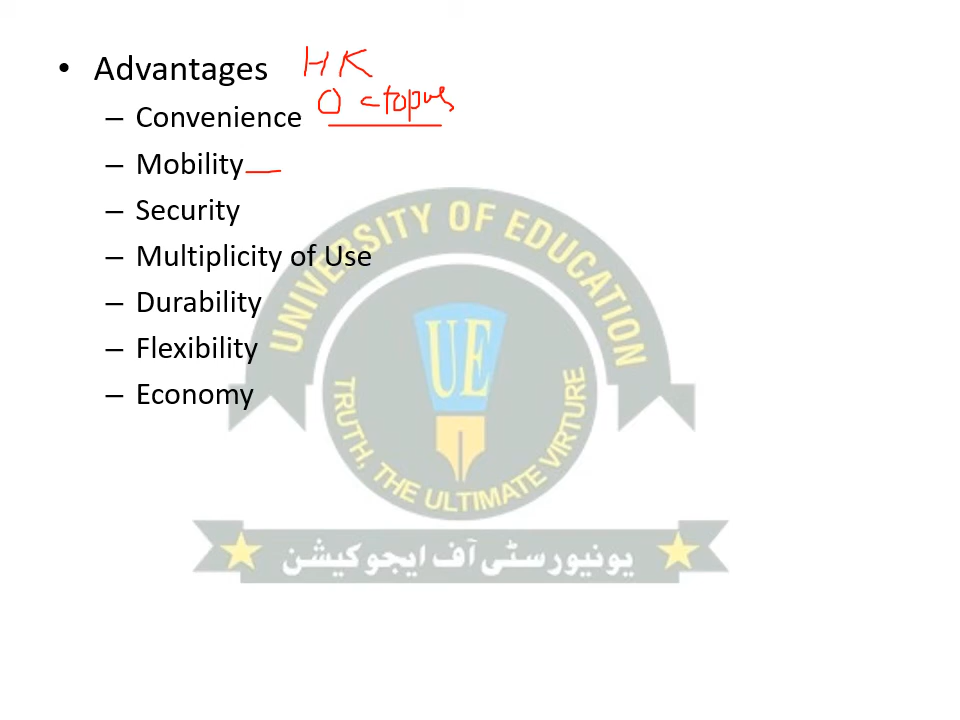 • Advantages HK
– Convenience Octopus
– Mobility
– Security
– Multiplicity of Use
– Durability
– Flexibility
– Economy
UNIVERSITY OF EDUCATION
UE
TRUTH, THE ULTIMATE VIRTURE
یونیورسٹی آف ایجوکیشن